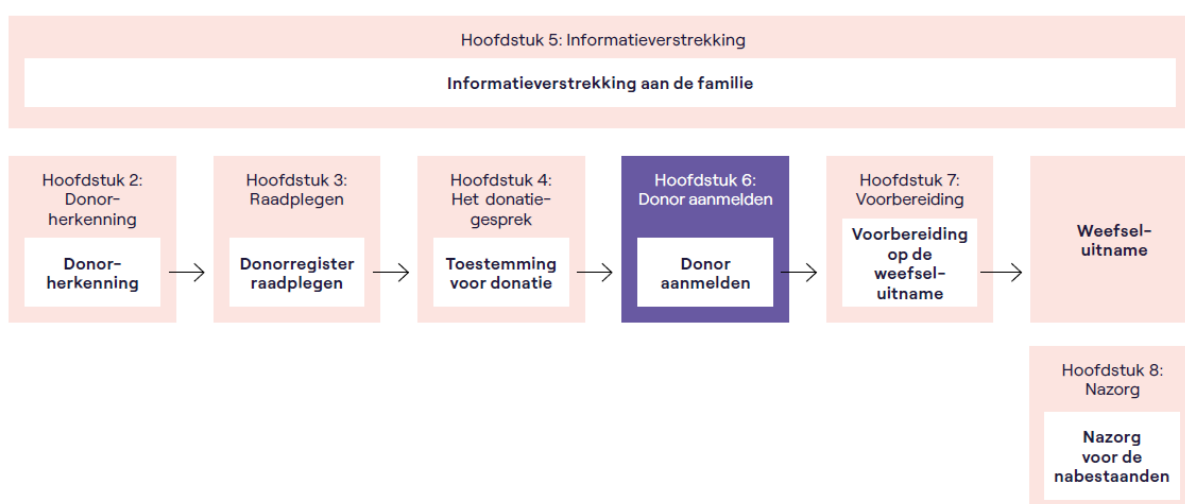 Hoofdstuk 5: Informatieverstrekking
Informatieverstrekking aan de familie
Hoofdstuk 2:
Donor-
herkenning
Donor-
herkenning
Hoofdstuk 3:
Raadplegen
Donorregister
raadplegen
Hoofdstuk 4:
Het donatie-
gesprek
Toestemming
voor donatie
Hoofdstuk 6:
Donor aanmelden
Donor
aanmelden
Hoofdstuk 7:
Voorbereiding
Voorbereiding
op de
weefsel-
uitname
Weefsel-
uitname
Hoofdstuk 8:
Nazorg
Nazorg
voor de
nabestaanden